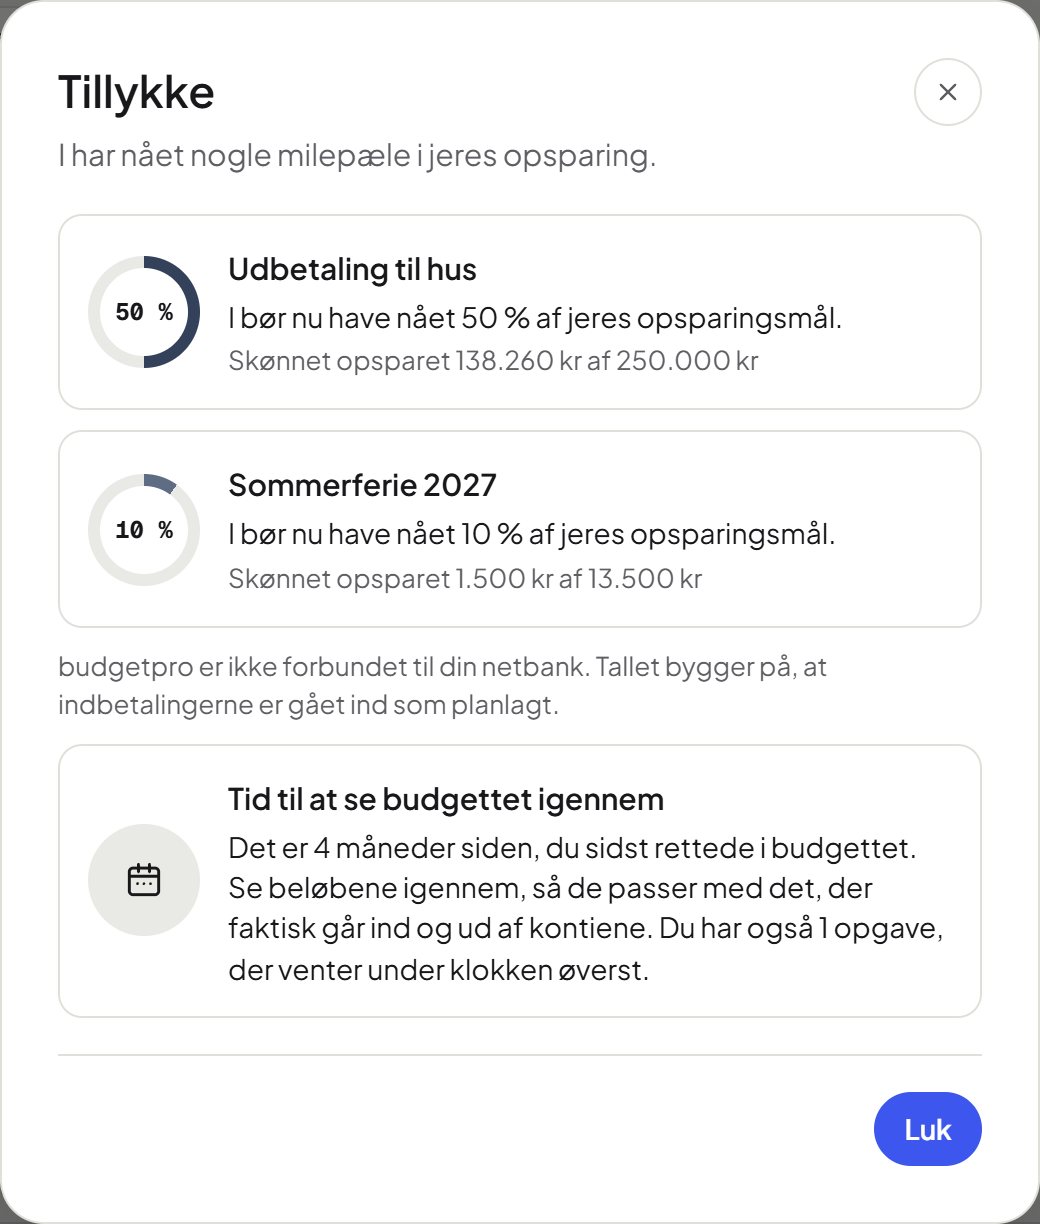 Tillykke
I har nået nogle milepæle i jeres opsparing.
50 %
Udbetaling til hus
I bør nu have nået 50 % af jeres opsparingsmål.
Skønnet opsparet 138.260 kr af 250.000 kr
10 %
Sommerferie 2027
I bør nu have nået 10 % af jeres opsparingsmål.
Skønnet opsparet 1.500 kr af 13.500 kr
budgetpro er ikke forbundet til din netbank. Tallet bygger på, at
indbetalingerne er gået ind som planlagt.
Tid til at se budgettet igennem
Det er 4 måneder siden, du sidst rettede i budgettet.
Se beløbene igennem, så de passer med det, der
faktisk går ind og ud af kontiene. Du har også 1 opgave,
der venter under klokken øverst.
Luk